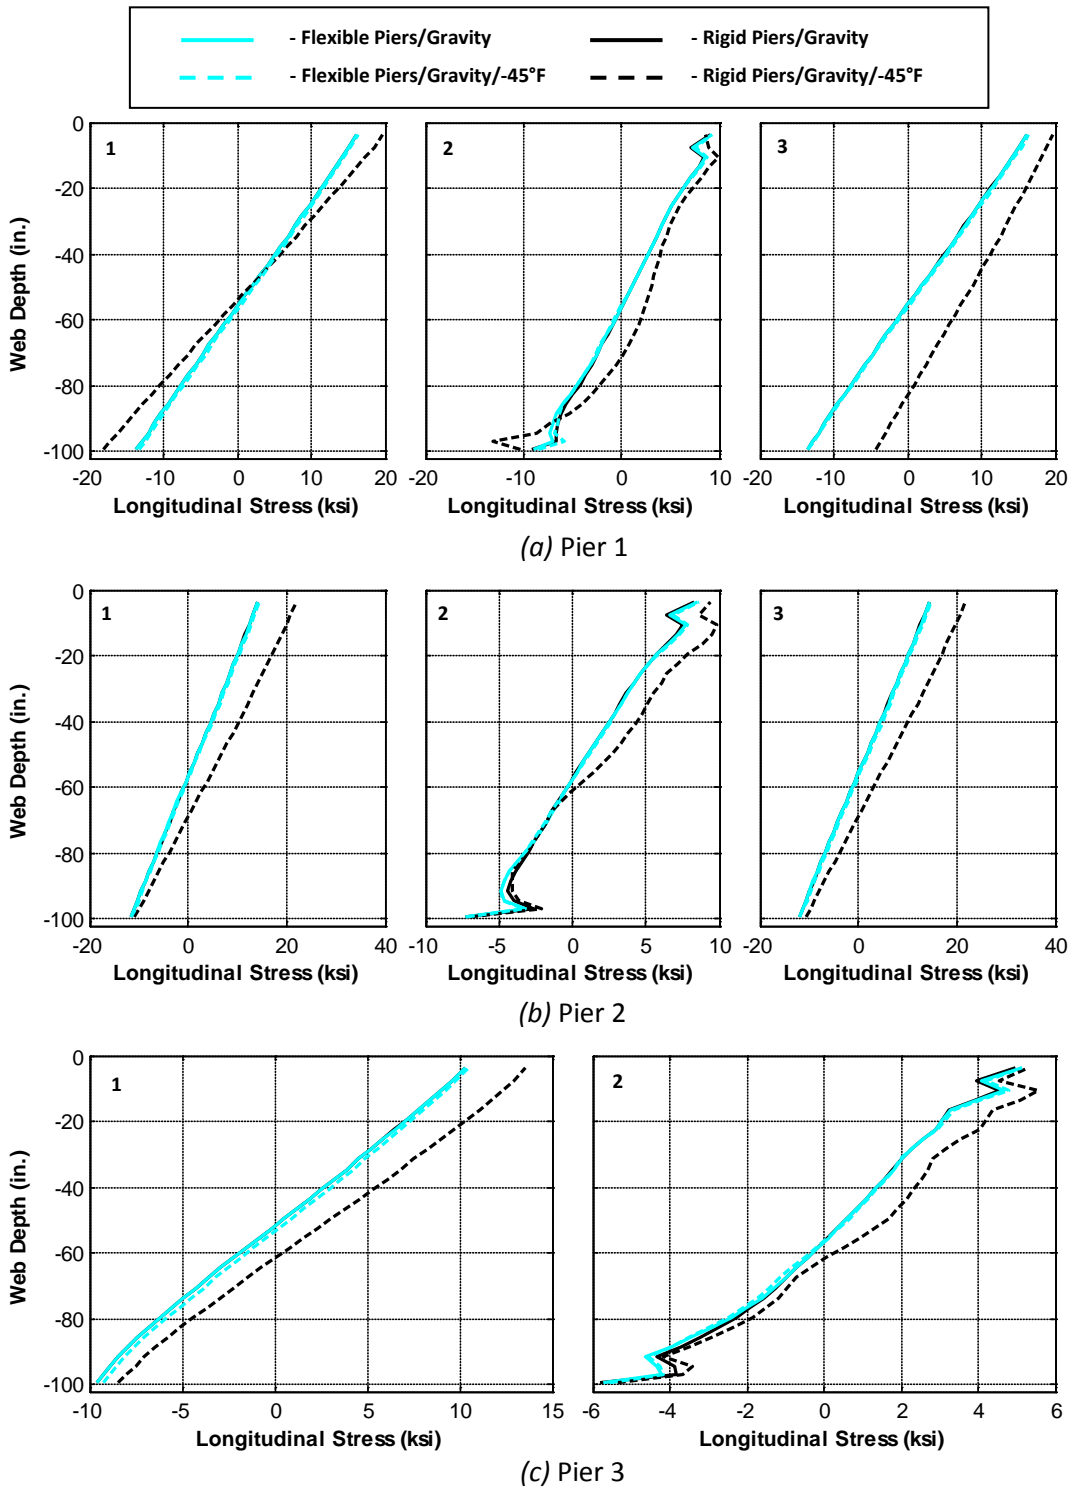 - Flexible Piers/Gravity - Rigid Piers/Gravity
- Flexible Piers/Gravity/-45°F - Rigid Piers/Gravity/-45°F
Web Depth (in.)
0
-20
-40
-60
-80
-100
1
-20 -10 0 10 20
Longitudinal Stress (ksi)
2
-20 -10 0 10 20
Longitudinal Stress (ksi)
3
-20 -10 0 10 20
Longitudinal Stress (ksi)
(a) Pier 1
Web Depth (in.)
0
-20
-40
-60
-80
-100
1
-20 0 20 40
Longitudinal Stress (ksi)
2
-10 -5 0 5 10
Longitudinal Stress (ksi)
3
-20 0 20 40
Longitudinal Stress (ksi)
(b) Pier 2
Web Depth (in.)
0
-20
-40
-60
-80
-100
1
-10 -5 0 5 10 15
Longitudinal Stress (ksi)
2
-6 -4 -2 0 2 4 6
Longitudinal Stress (ksi)
(c) Pier 3